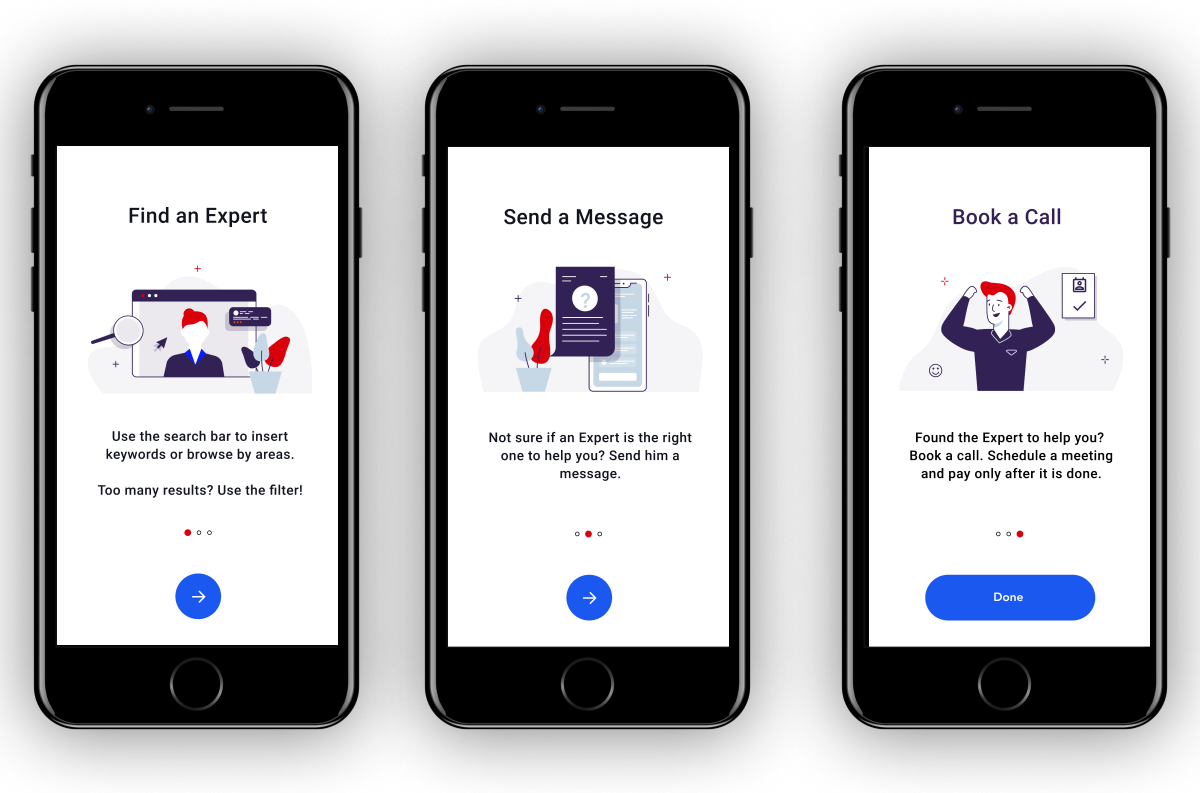 Find an Expert
Use the search bar to insert
keywords or browse by areas.
Too many results? Use the filter!
Send a Message
?
Not sure if an Expert is the right
one to help you? Send him a
message.
Book a Call
Found the Expert to help you?
Book a call. Schedule a meeting
and pay only after it is done.
Done